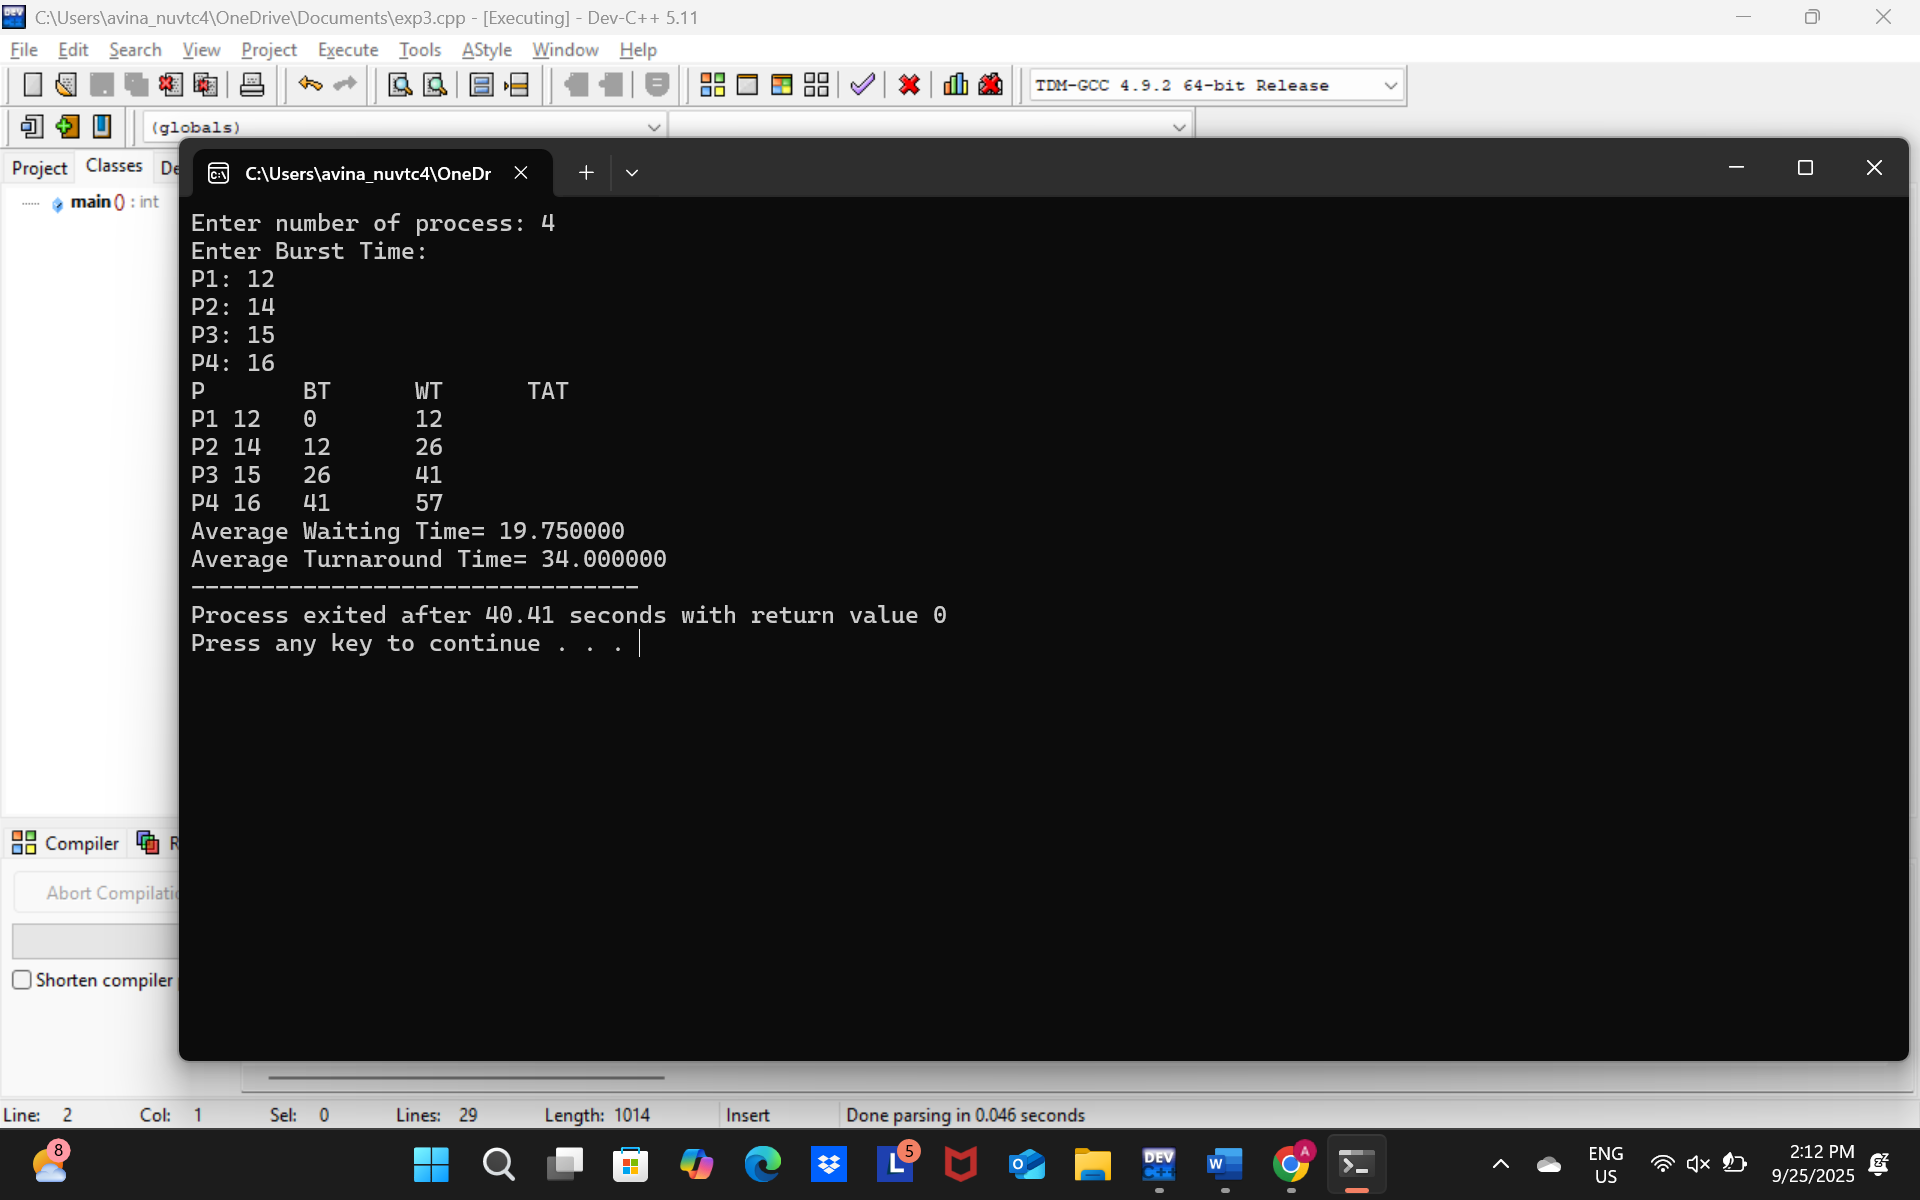 C:\Users\avina_nuvtc4\OneDrive\Documents\exp3.cpp - [Executing] - Dev-C++ 5.11
File Edit Search View Project Execute Tools AStyle Window Help
TDM-GCC 4.9.2 64-bit Release
(globals)
Project Classes De
C:\Users\avina_nuvtc4\OneDr
main () : int
Enter number of process: 4
Enter Burst Time:
P1: 12
P2: 14
P3: 15
P4: 16
P BT WT TAT
P1 12 0 12
P2 14 12 26
P3 15 26 41
P4 16 41 57
Average Waiting Time= 19.750000
Average Turnaround Time= 34.000000
--------------------------------
Process exited after 40.41 seconds with return value 0
Press any key to continue . . .
Compiler R
Abort Compilatio
Shorten compiler
Line: 2 Col: 1 Sel: 0 Lines: 29 Length: 1014 Insert Done parsing in 0.046 seconds
8
5
DEV C++
A
ENG
US
2:12 PM
9/25/2025